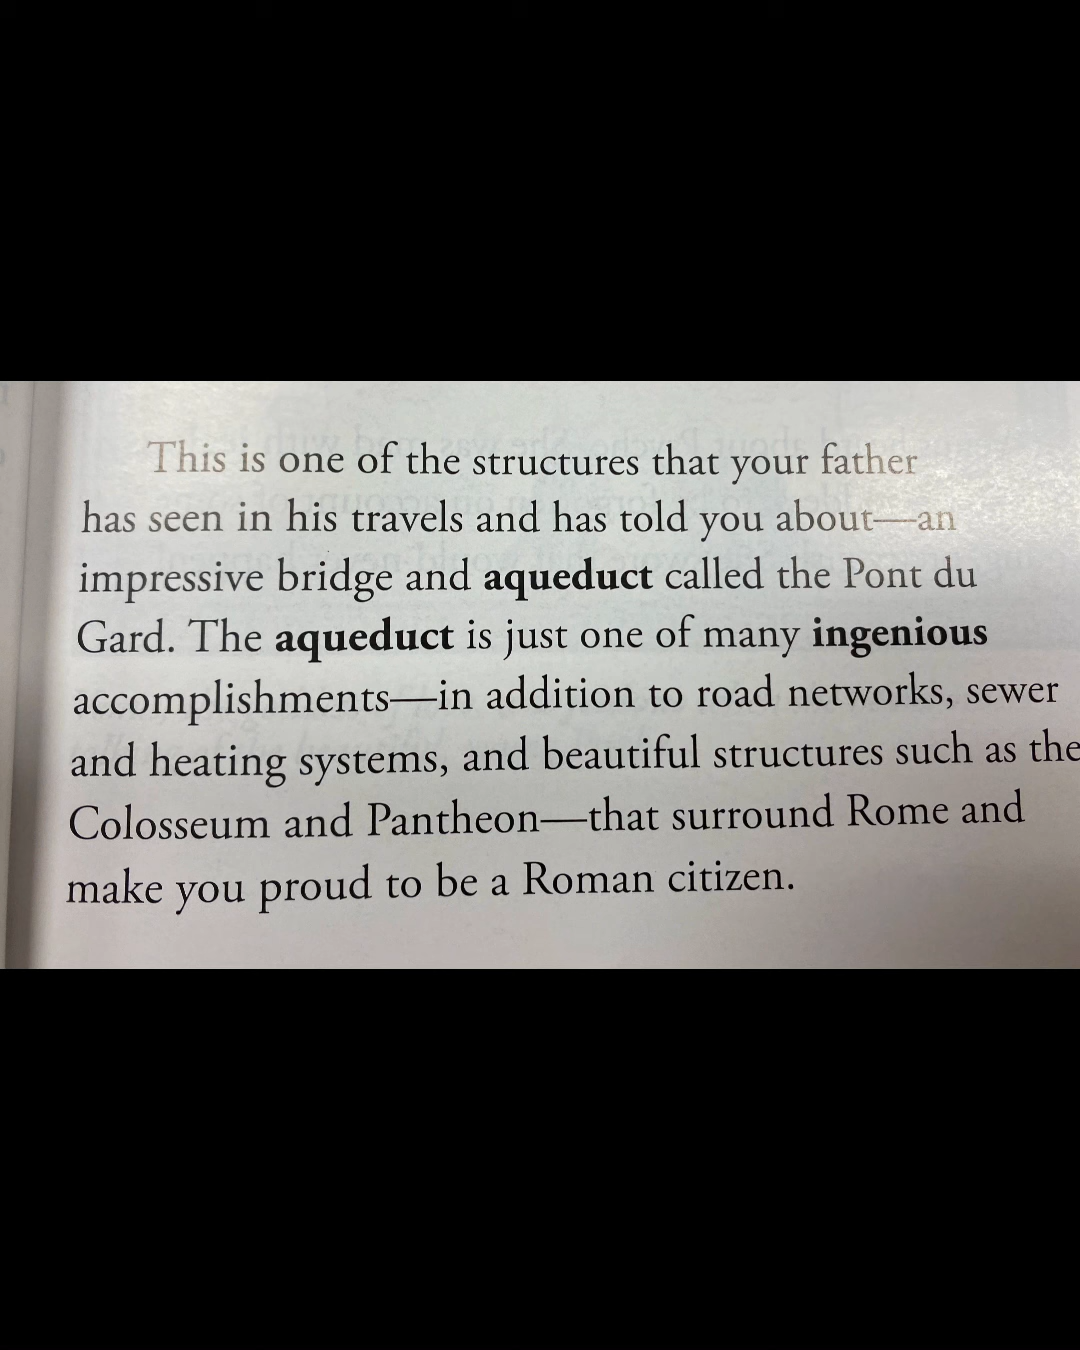 This is one of the structures that your father
has seen in his travels and has told you about—an
impressive bridge and aqueduct called the Pont du
Gard. The aqueduct is just one of many ingenious
accomplishments—in addition to road networks, sewer
and heating systems, and beautiful structures such as the
Colosseum and Pantheon—that surround Rome and
make you proud to be a Roman citizen.